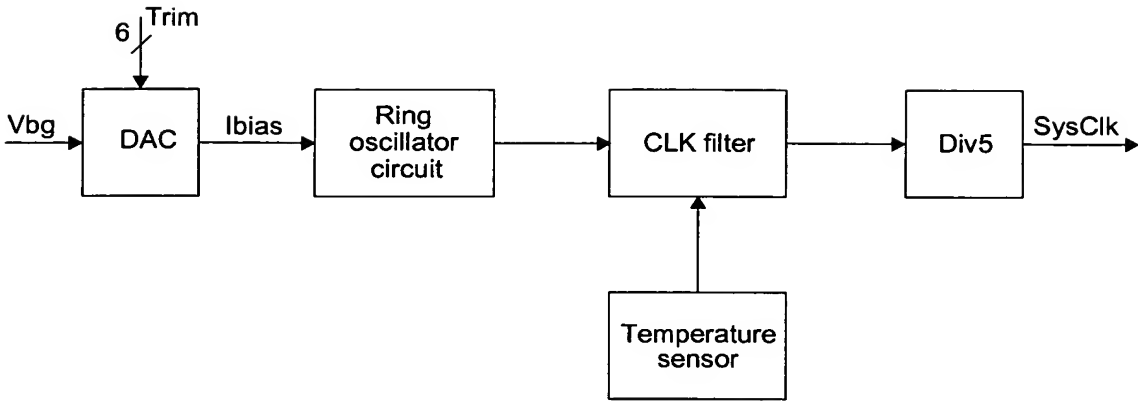 6 Trim
Vbg
DAC
Ibias
Ring
oscillator
circuit
CLK filter
Div5
SysClk
Temperature
sensor